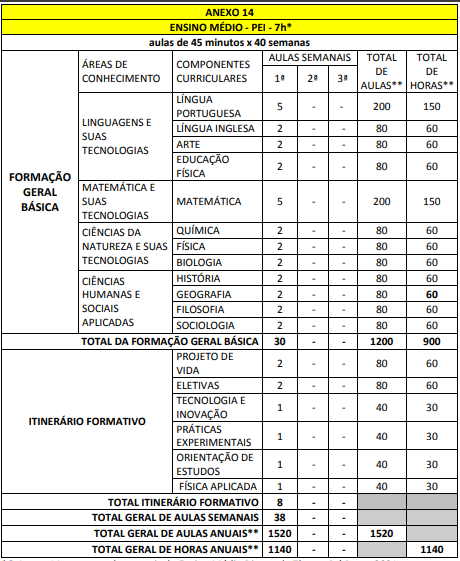 ANEXO 14
ENSINO MÉDIO - PEI - 7h*
aulas de 45 minutos x 40 semanas
FORMAÇÃO GERAL BÁSICA
ÁREAS DE CONHECIMENTO
COMPONENTES CURRICULARES
AULAS SEMANAIS
1ª 2ª 3ª
TOTAL DE AULAS**
TOTAL DE HORAS**
LINGUAGENS E SUAS TECNOLOGIAS
LÍNGUA PORTUGUESA 5 - - 200 150
LÍNGUA INGLESA 2 - - 80 60
ARTE 2 - - 80 60
EDUCAÇÃO FÍSICA 2 - - 80 60
MATEMÁTICA E SUAS TECNOLOGIAS
MATEMÁTICA 5 - - 200 150
CIÊNCIAS DA NATUREZA E SUAS TECNOLOGIAS
QUÍMICA 2 - - 80 60
FÍSICA 2 - - 80 60
BIOLOGIA 2 - - 80 60
CIÊNCIAS HUMANAS E SOCIAIS APLICADAS
HISTÓRIA 2 - - 80 60
GEOGRAFIA 2 - - 80 60
FILOSOFIA 2 - - 80 60
SOCIOLOGIA 2 - - 80 60
TOTAL DA FORMAÇÃO GERAL BÁSICA 30 - - 1200 900
ITINERÁRIO FORMATIVO
PROJETO DE VIDA 2 - - 80 60
ELETIVAS 2 - - 80 60
TECNOLOGIA E INOVAÇÃO 1 - - 40 30
PRÁTICAS EXPERIMENTAIS 1 - - 40 30
ORIENTAÇÃO DE ESTUDOS 1 - - 40 30
FÍSICA APLICADA 1 - - 40 30
TOTAL ITINERÁRIO FORMATIVO 8 - -
TOTAL GERAL DE AULAS SEMANAIS 38 - -
TOTAL GERAL DE AULAS ANUAIS** 1520 - - 1520
TOTAL GERAL DE HORAS ANUAIS** 1140 - - 1140